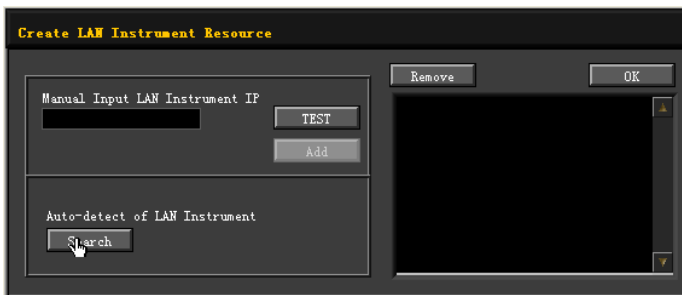 Create LAN Instrument Resource
Remove
OK
Manual Input LAN Instrument IP
TEST
Add
Auto-detect of LAN Instrument
Search